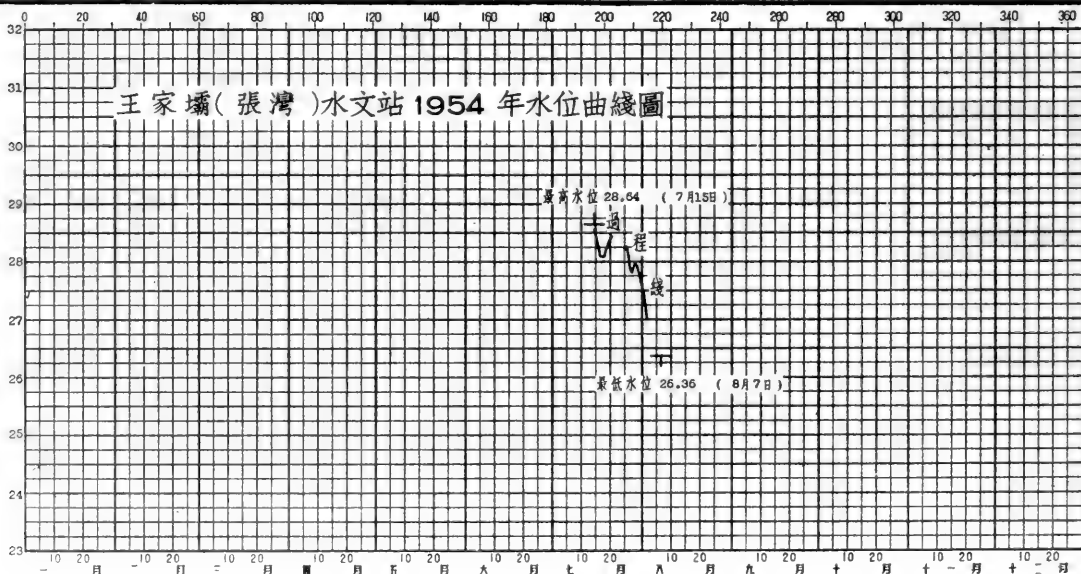 0 20 40 60 80 100 120 140 160 180 200 220 240 260 280 300 320 340 360
32
31
王家壩(張灣)水文站1954年水位曲綫圖
30
29
最高水位 28.64 (7月15日)
過
程
28
綫
27
26
最低水位 26.36 (8月7日)
25
24
23
10 20 10 20 10 20 10 20 10 20 10 20 10 20 10 20 10 20 10 20 10 20 10 20
一月 二月 三月 四月 五月 六月 七月 八月 九月 十月 十一月 十二月